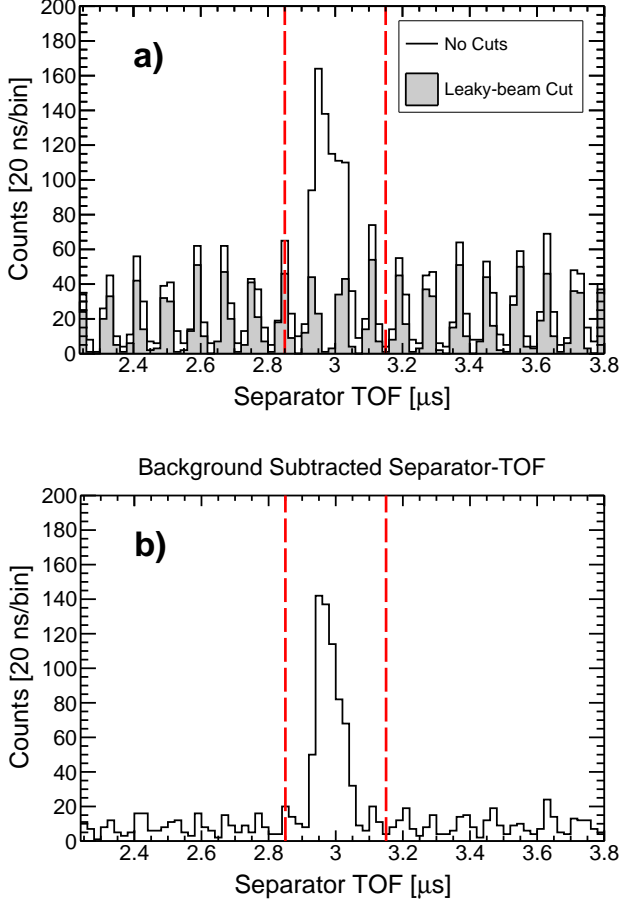 200
180
160
140
120
100
80
60
40
20
0
Counts [20 ns/bin]
a)
No Cuts
Leaky-beam Cut
2.4 2.6 2.8 3 3.2 3.4 3.6 3.8
Separator TOF [μs]
Background Subtracted Separator-TOF
200
180
160
140
120
100
80
60
40
20
0
Counts [20 ns/bin]
b)
2.4 2.6 2.8 3 3.2 3.4 3.6 3.8
Separator TOF [μs]